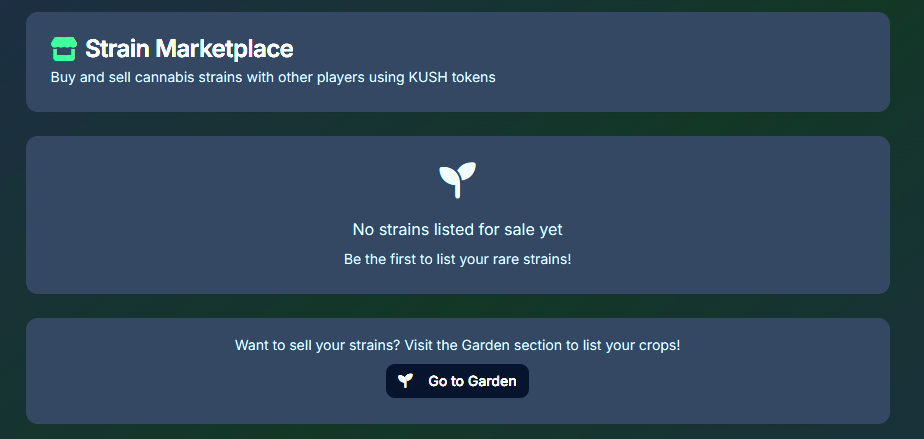 Strain Marketplace
Buy and sell cannabis strains with other players using KUSH tokens
No strains listed for sale yet
Be the first to list your rare strains!
Want to sell your strains? Visit the Garden section to list your crops!
Go to Garden